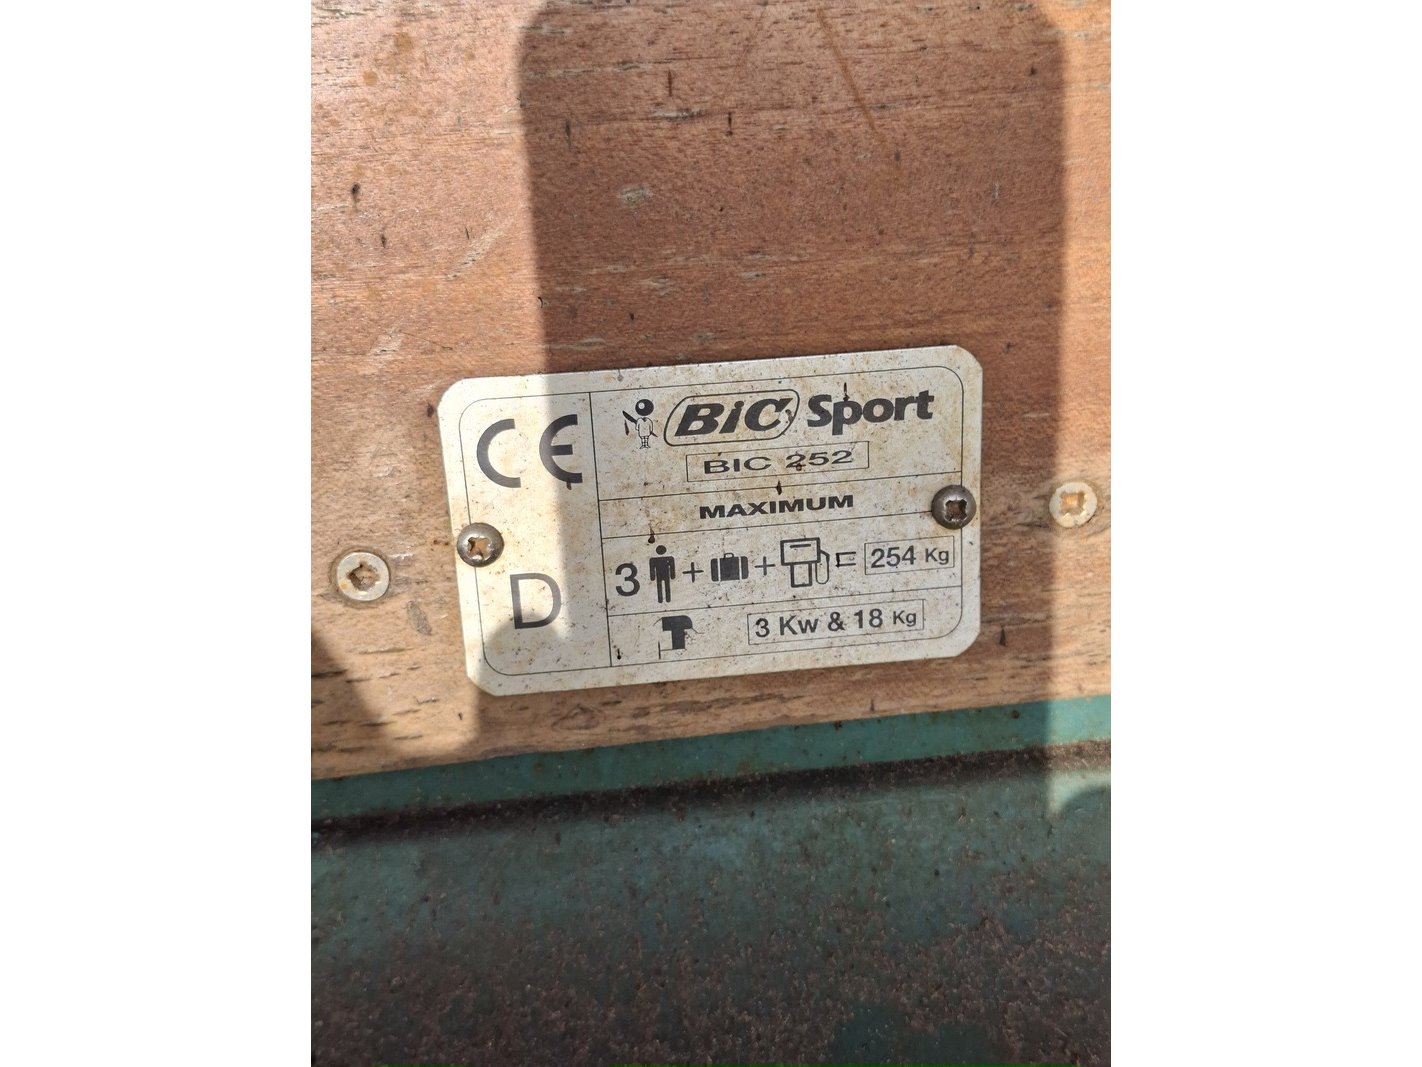 CE
D
BiC Sport
BIC 252
MAXIMUM
3 + + = 254 Kg
3 Kw & 18 Kg